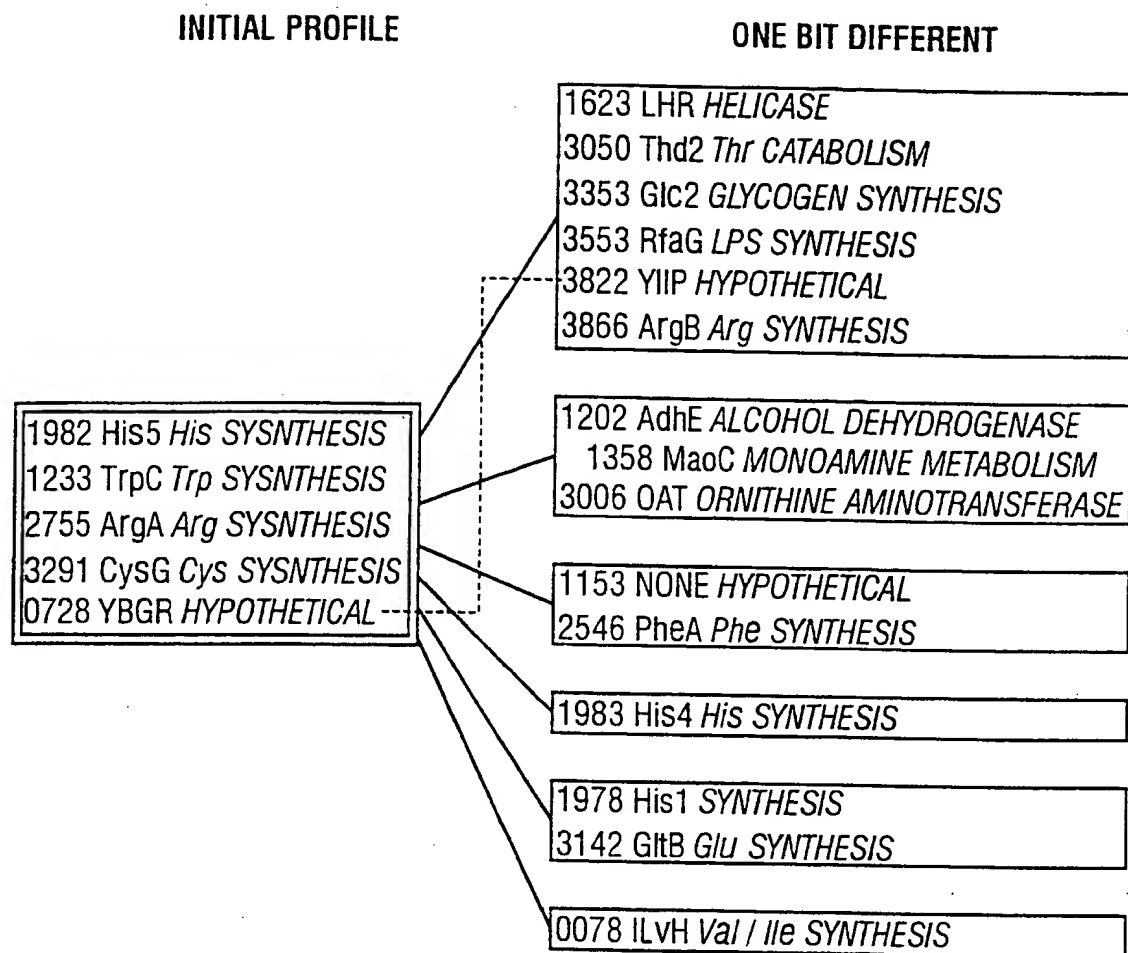 INITIAL PROFILE
ONE BIT DIFFERENT
1623 LHR HELICASE
3050 Thd2 Thr CATABOLISM
3353 Glc2 GLYCOGEN SYNTHESIS
3553 RfaG LPS SYNTHESIS
3822 YIIP HYPOTHETICAL
3866 ArgB Arg SYNTHESIS
1982 His5 His SYSNTHESIS
1233 TrpC Trp SYSNTHESIS
2755 ArgA Arg SYSNTHESIS
3291 CysG Cys SYSNTHESIS
0728 YBGR HYPOTHETICAL
1202 AdhE ALCOHOL DEHYDROGENASE
1358 MaoC MONOAMINE METABOLISM
3006 OAT ORNITHINE AMINOTRANSFERASE
1153 NONE HYPOTHETICAL
2546 PheA Phe SYNTHESIS
1983 His4 His SYNTHESIS
1978 His1 SYNTHESIS
3142 GltB Glu SYNTHESIS
0078 ILvH Val / Ile SYNTHESIS